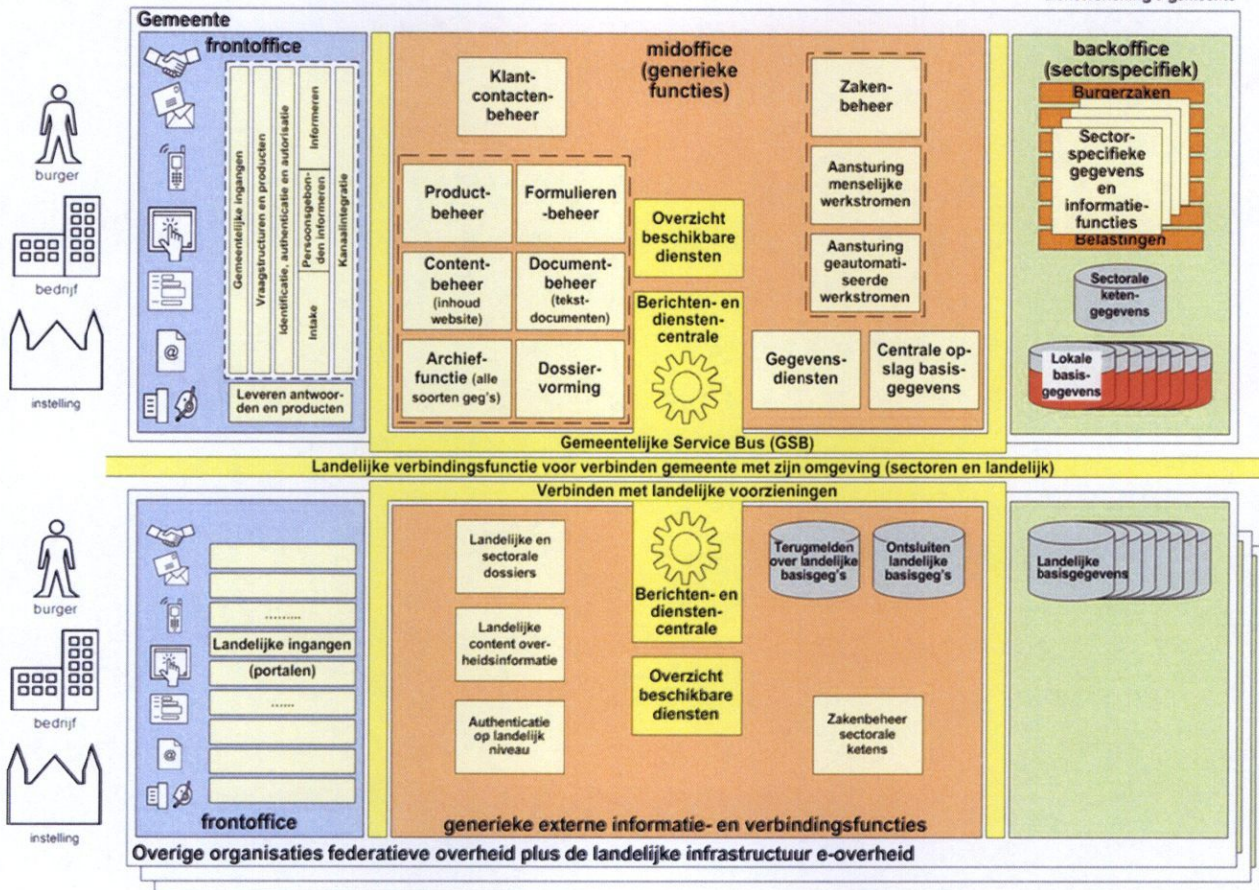 Gemeente
frontoffice
burger
bedrijf
instelling
Gemeentelijke ingangen
Vraagstructuren en producten
Identificatie, authenticatie en autorisatie
Intake
Persoonsgebon-
den informeren
Informeren
Kanaalintegratie
Leveren antwoor-
den en producten
midoffice
(generieke
functies)
Klant-
contacten-
beheer
Product-
beheer
Formulieren
-beheer
Content-
beheer
(inhoud
website)
Document-
beheer
(tekst-
documenten)
Archief-
functie (alle
soorten geg's)
Dossier-
vorming
Overzicht
beschikbare
diensten
Berichten- en
diensten-
centrale
Zaken-
beheer
Aansturing
menselijke
werkstromen
Aansturing
geautomati-
seerde
werkstromen
Gegevens-
diensten
Centrale op-
slag basis-
gegevens
backoffice
(sectorspecifiek)
Burgerzaken
Sector-
specifieke
gegevens
en
informatie-
functies
Belastingen
Sectorale
keten-
gegevens
Lokale
basis-
gegevens
Gemeentelijke Service Bus (GSB)
Landelijke verbindingsfunctie voor verbinden gemeente met zijn omgeving (sectoren en landelijk)
Verbinden met landelijke voorzieningen
burger
bedrijf
instelling
.........
Landelijke ingangen
(portalen)
......
frontoffice
Landelijke en
sectorale
dossiers
Landelijke
content over-
heidsinformatie
Authenticatie
op landelijk
niveau
Berichten- en
diensten-
centrale
Overzicht
beschikbare
diensten
Terugmelden
over landelijke
basisgeg's
Ontsluiten
landelijke
basisgeg's
Zakenbeheer
sectorale
ketens
Landelijke
basisgegevens
generieke externe informatie- en verbindingsfuncties
Overige organisaties federatieve overheid plus de landelijke infrastructuur e-overheid